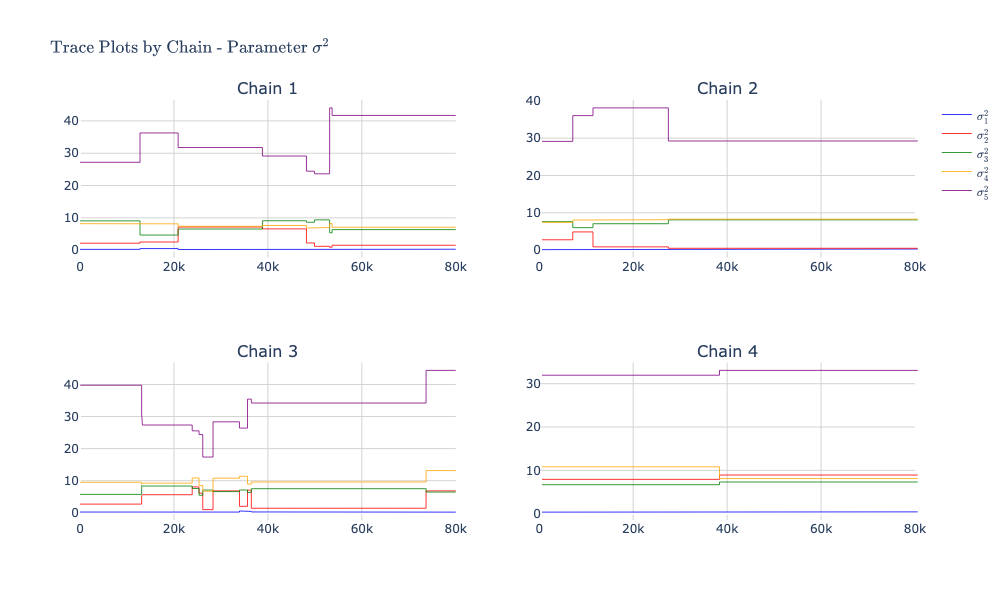 Trace Plots by Chain - Parameter σ²
Chain 1
40
30
20
10
0
0 20k 40k 60k 80k
Chain 2
40
30
20
10
0
0 20k 40k 60k 80k
σ₁²
σ₂²
σ₃²
σ₄²
σ₅²
Chain 3
40
30
20
10
0
0 20k 40k 60k 80k
Chain 4
30
20
10
0
0 20k 40k 60k 80k